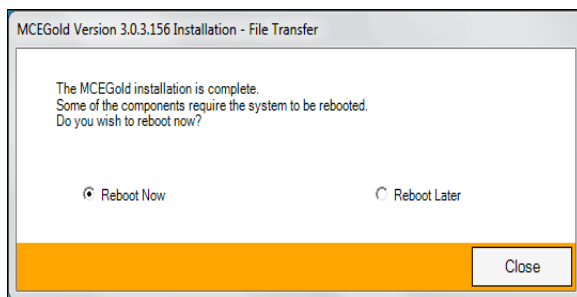 MCEGold Version 3.0.3.156 Installation - File Transfer
The MCEGold installation is complete.
Some of the components require the system to be rebooted.
Do you wish to reboot now?
Reboot Now
Reboot Later
Close